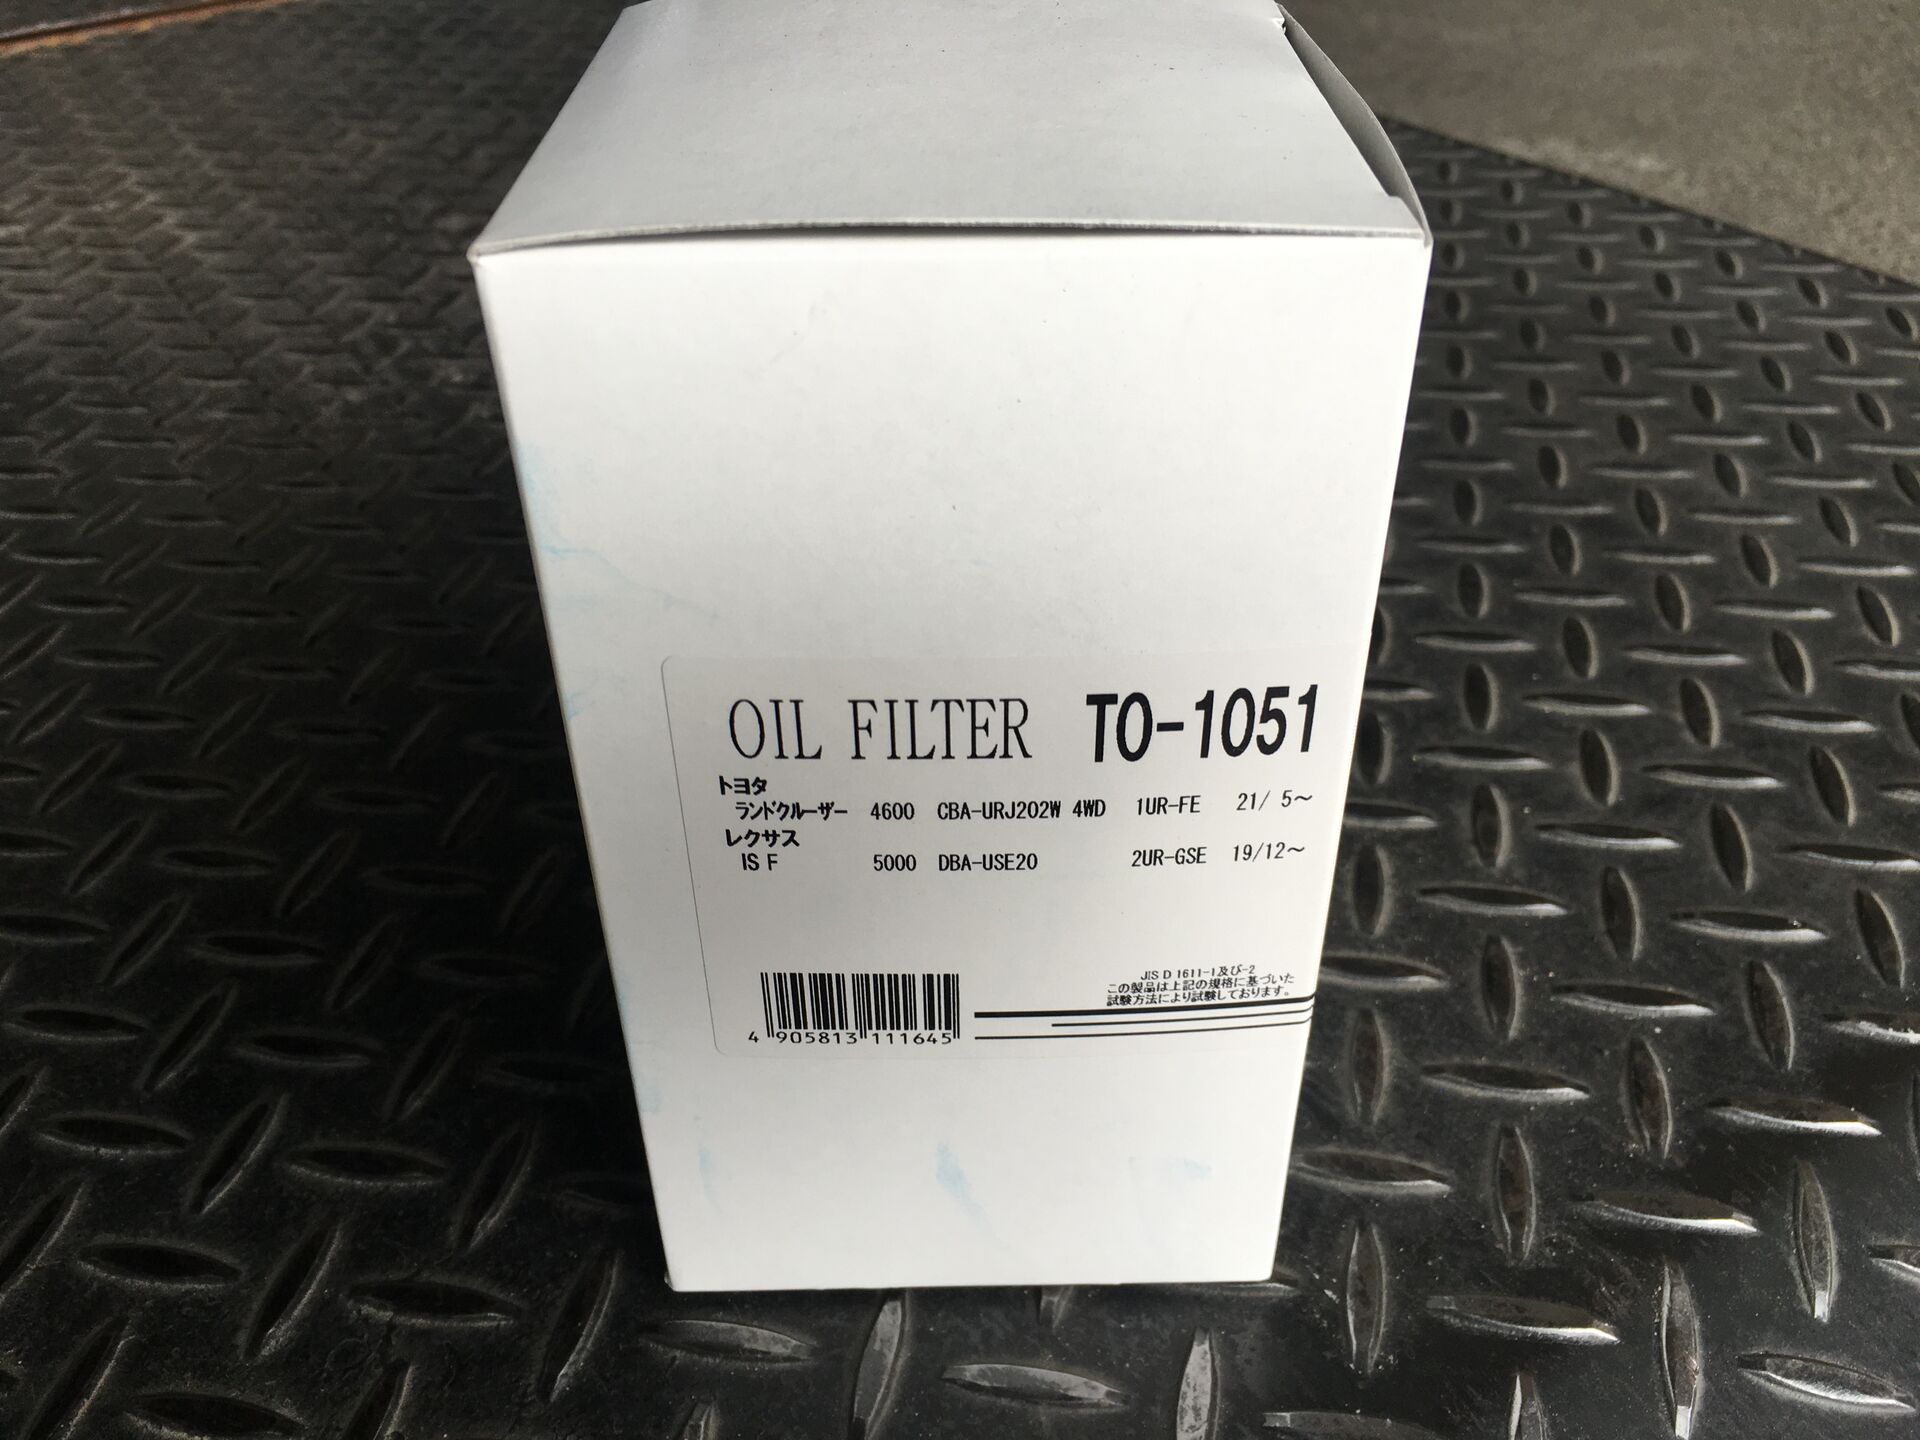 OIL FILTER TO-1051
トヨタ
ランドクルーザー 4600 CBA-URJ202W 4WD 1UR-FE 21/ 5～
レクサス
IS F 5000 DBA-USE20 2UR-GSE 19/12～
JIS D 1611-1及び-2
この製品は上記の規格に基づいた
試験方法により試験しております。
4 905813 111645